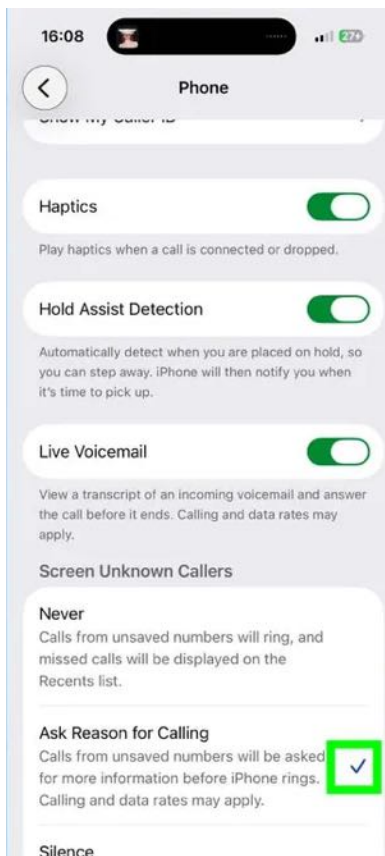 16:08
27
Phone
Show My Caller ID
Haptics
Play haptics when a call is connected or dropped.
Hold Assist Detection
Automatically detect when you are placed on hold, so
you can step away. iPhone will then notify you when
it's time to pick up.
Live Voicemail
View a transcript of an incoming voicemail and answer
the call before it ends. Calling and data rates may
apply.
Screen Unknown Callers
Never
Calls from unsaved numbers will ring, and
missed calls will be displayed on the
Recents list.
Ask Reason for Calling
Calls from unsaved numbers will be asked
for more information before iPhone rings.
Calling and data rates may apply.
Silence